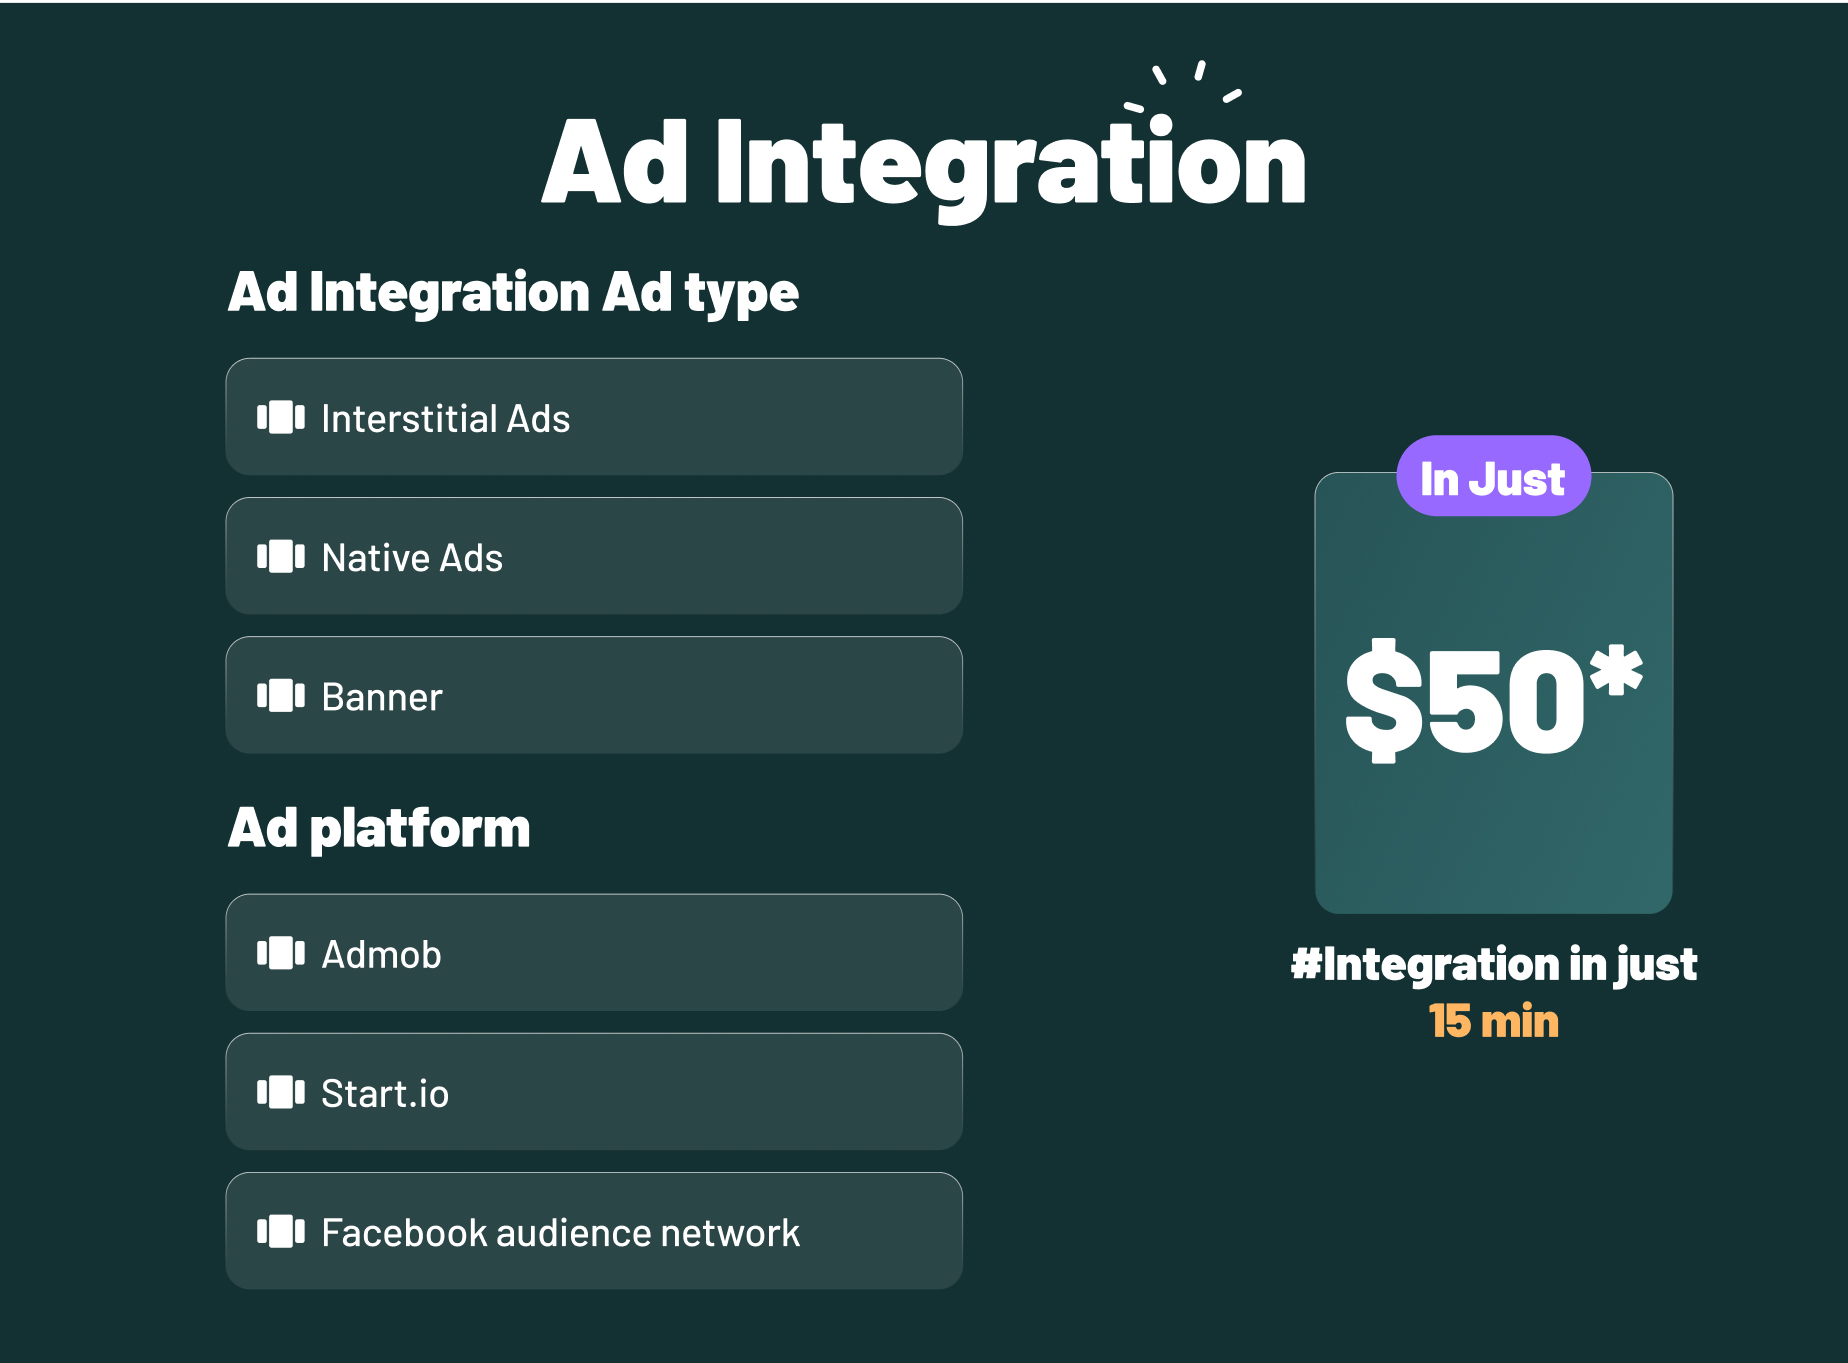 Ad Integration
Ad Integration Ad type
Interstitial Ads
Native Ads
Banner
Ad platform
Admob
Start.io
Facebook audience network
In Just
$50*
#Integration in just
15 min